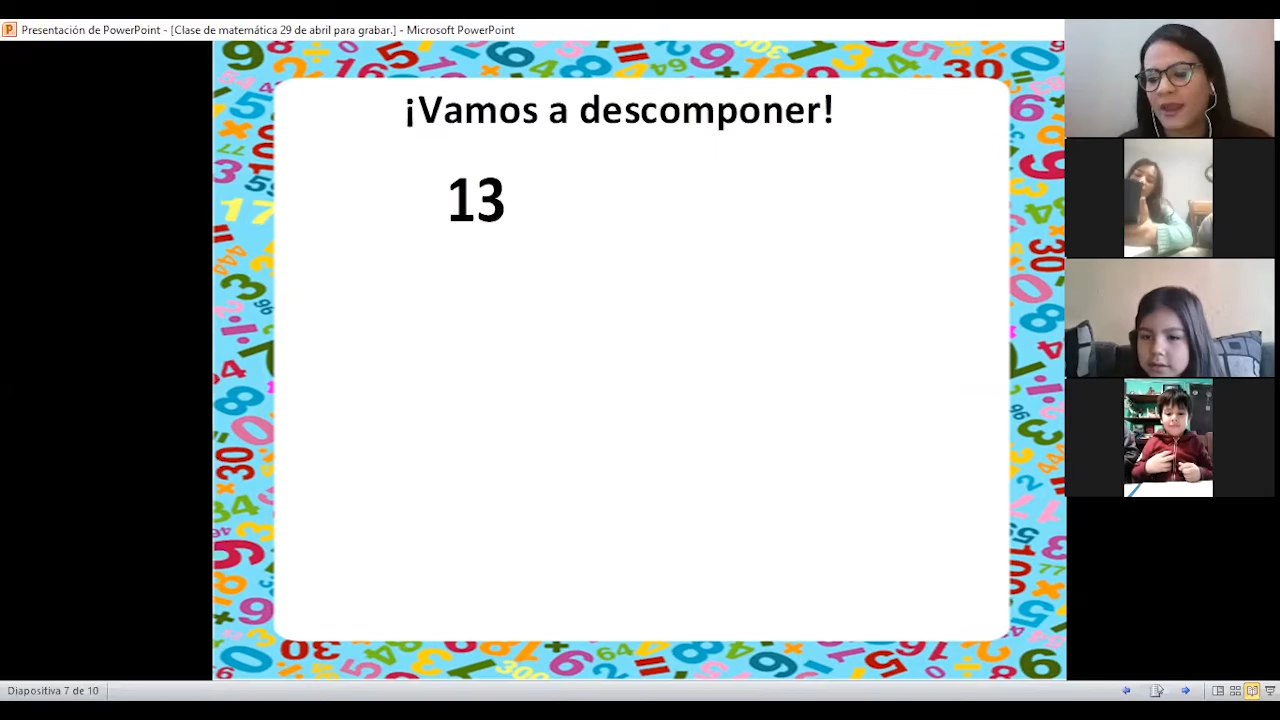 Presentación de PowerPoint - [Clase de matemática 29 de abril para grabar.] - Microsoft PowerPoint
¡Vamos a descomponer!
13
Diapositiva 7 de 10